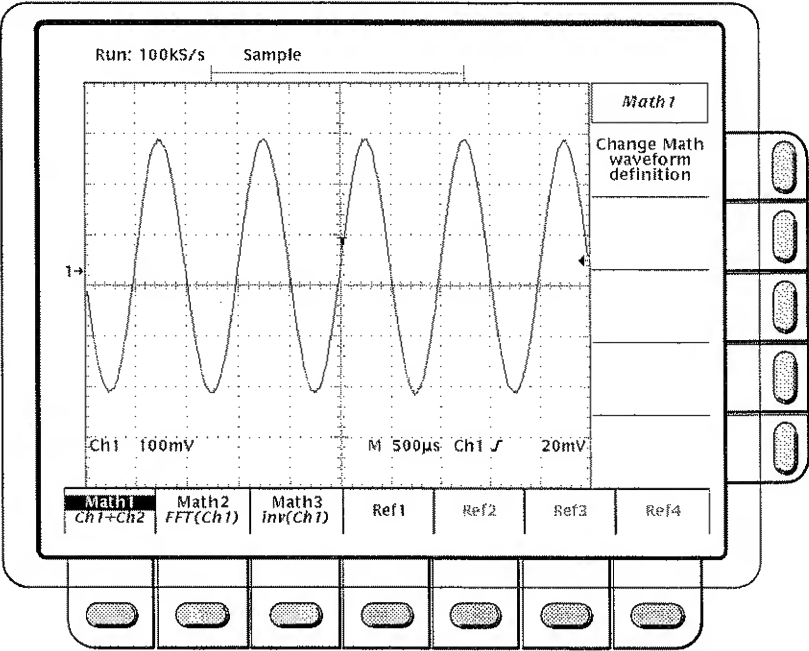 Run: 100kS/s Sample
Math1
Change Math
waveform
definition
1→
Ch1 100mV M 500µs Ch1 ∫ 20mV
Math1 Math2 Math3 Ref1 Ref2 Ref3 Ref4
Ch1+Ch2 FFT(Ch1) inv(Ch1)